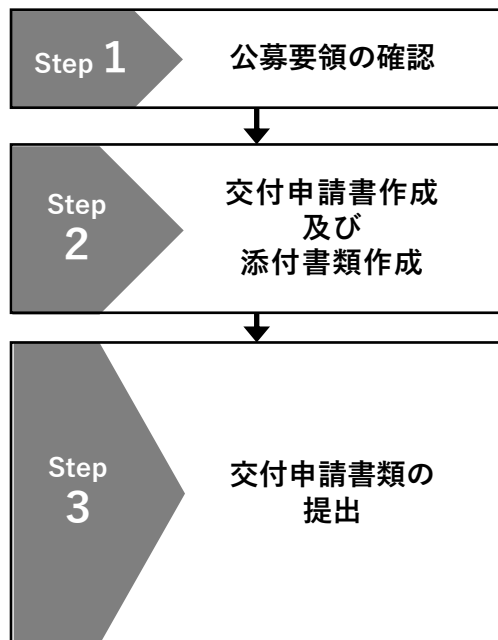 Step 1
公募要領の確認
Step
2
交付申請書作成
及び
添付書類作成
Step
3
交付申請書類の
提出